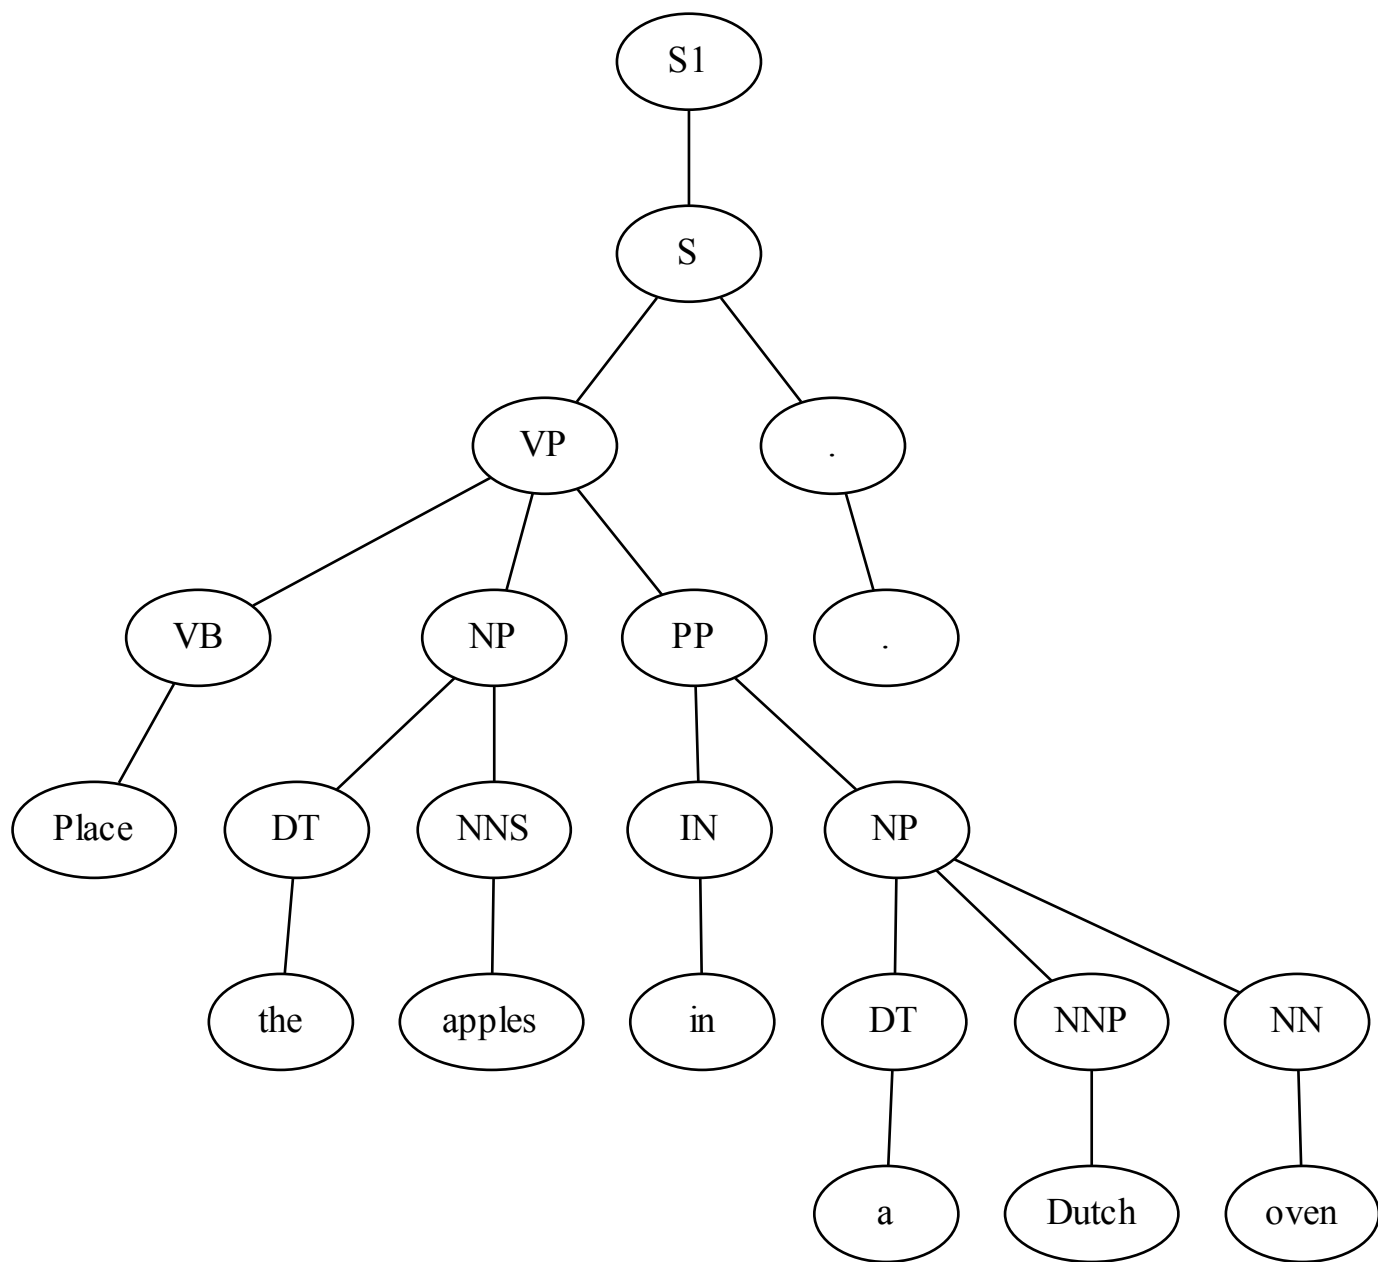 S1
S
VP .
VB NP PP .
Place DT NNS IN NP
the apples in DT NNP NN
a Dutch oven